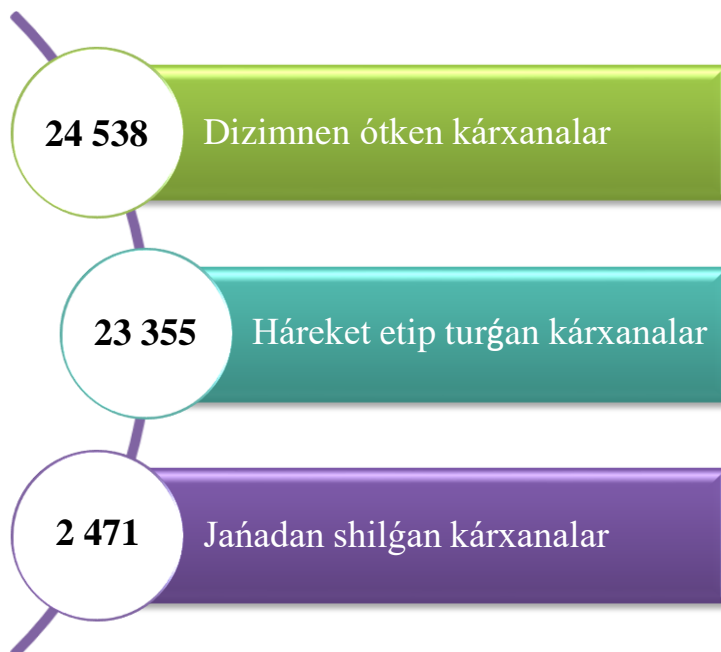 24 538
Dizimnen ótken kárxanalar
23 355
Háreket etip turǵan kárxanalar
2 471
Jańadan shilǵan kárxanalar